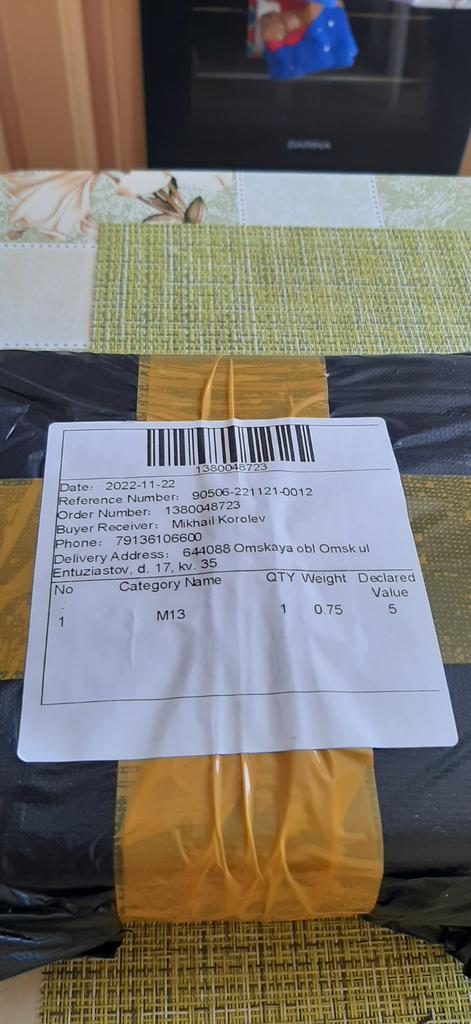 DARINA
1380048723
Date: 2022-11-22
Reference Number: 90506-221121-0012
Order Number: 1380048723
Buyer Receiver: Mikhail Korolev
Phone: 79136106600
Delivery Address: 644088 Omskaya obl Omsk ul
Entuziastov, d. 17, kv. 35
No Category Name QTY Weight Declared
Value
.
1 M13 1 0.75 5